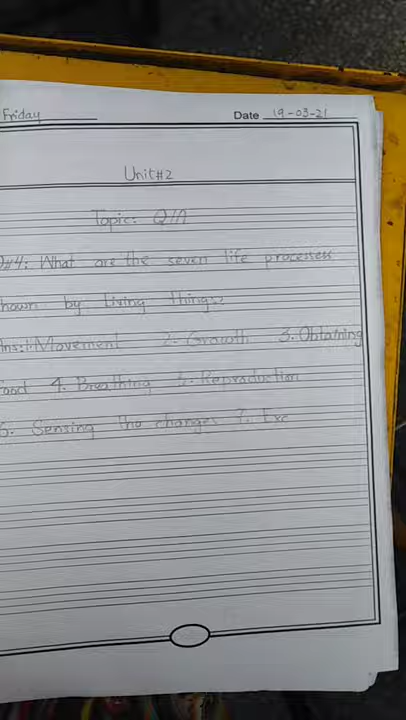 Friday Date 19-03-21
Unit#2
Topic: Q/A
Q#4: What are the seven life processes
hown by Living things?
Ans:1.Movement 2. Growth 3. Obtaining
Food 4. Breathing 5. Reproduction
6. Sensing the changes 7. Exc